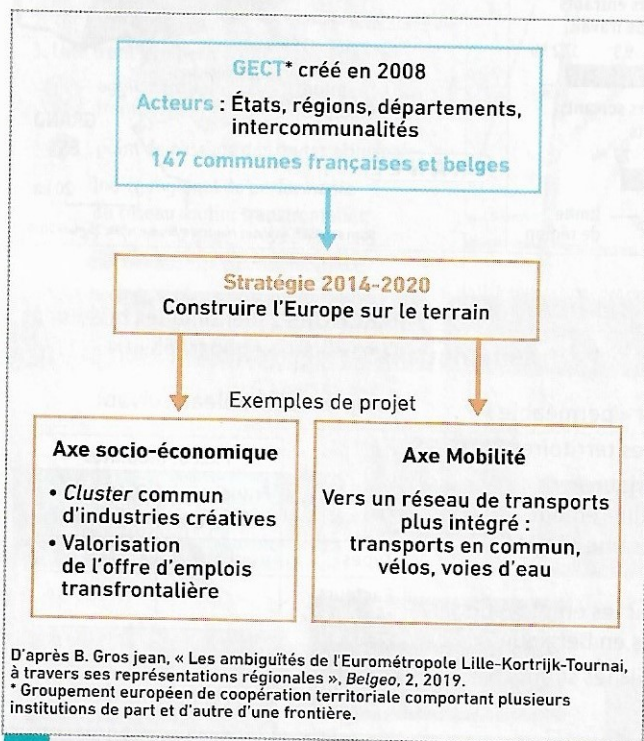 GECT* créé en 2008
Acteurs : États, régions, départements,
intercommunalités
147 communes françaises et belges
Stratégie 2014-2020
Construire l'Europe sur le terrain
Exemples de projet
Axe socio-économique
• Cluster commun
d'industries créatives
• Valorisation
de l'offre d'emplois
transfrontalière
Axe Mobilité
Vers un réseau de transports
plus intégré :
transports en commun,
vélos, voies d'eau
D'après B. Gros jean, « Les ambiguïtés de l'Eurométropole Lille-Kortrijk-Tournai,
à travers ses représentations régionales », Belgeo, 2, 2019.
* Groupement européen de coopération territoriale comportant plusieurs
institutions de part et d'autre d'une frontière.